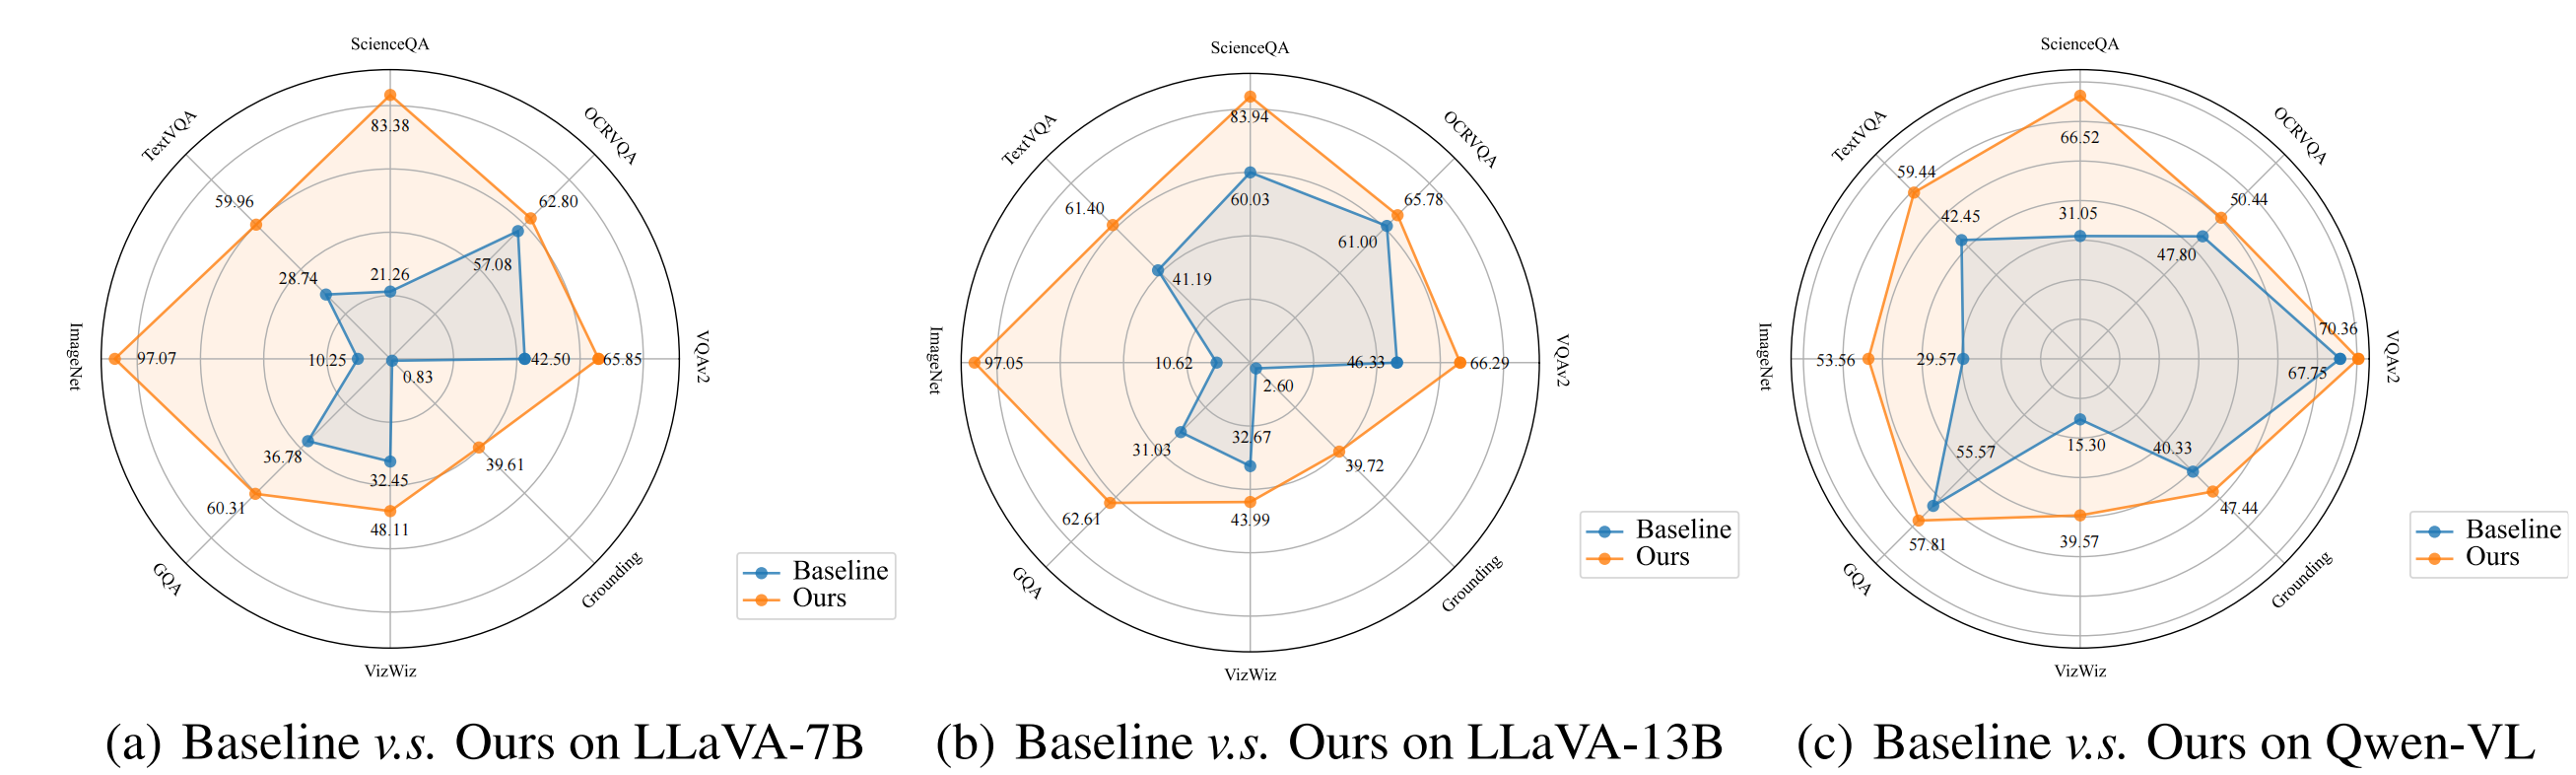 ScienceQA
TextVQA
OCRVQA
83.38
59.96
62.80
28.74
21.26
57.08
ImageNet
97.07
10.25
42.50
65.85
VQAv2
0.83
36.78
32.45
39.61
60.31
48.11
GQA
Grounding
VizWiz
Baseline
Ours
(a) Baseline v.s. Ours on LLaVA-7B
ScienceQA
TextVQA
OCRVQA
83.94
61.40
60.03
65.78
61.00
41.19
ImageNet
97.05
10.62
46.33
66.29
VQAv2
2.60
31.03
32.67
39.72
62.61
43.99
GQA
Grounding
VizWiz
Baseline
Ours
(b) Baseline v.s. Ours on LLaVA-13B
ScienceQA
TextVQA
OCRVQA
66.52
59.44
50.44
42.45
31.05
47.80
70.36
ImageNet
53.56
29.57
67.75
VQAv2
55.57
15.30
40.33
57.81
39.57
47.44
GQA
Grounding
VizWiz
Baseline
Ours
(c) Baseline v.s. Ours on Qwen-VL